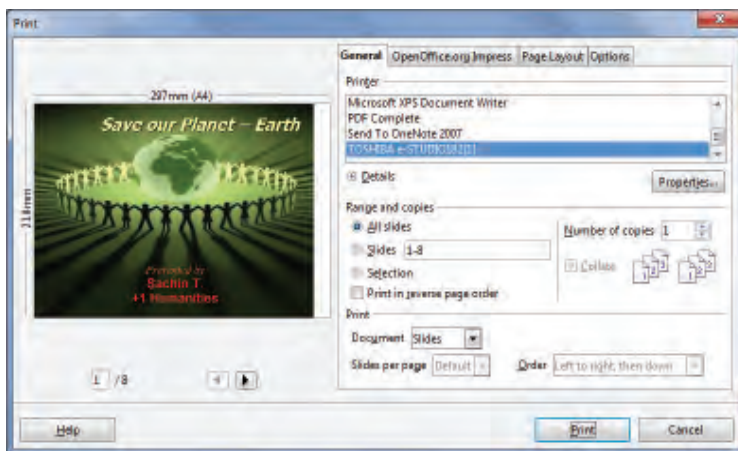 Print
General OpenOffice.org Impress Page Layout Options
297mm (A4)
Save our Planet – Earth
Presented by
Sachin T
+1 Humanities
1 / 8
Printer
Microsoft XPS Document Writer
PDF Complete
Send To OneNote 2007
Details
Properties...
Range and copies
All slides
Slides 1-8
Selection
Print in reverse page order
Number of copies 1
Collate
Print
Document Slides
Slides per page Default Order Left to right, then down
Help Print Cancel